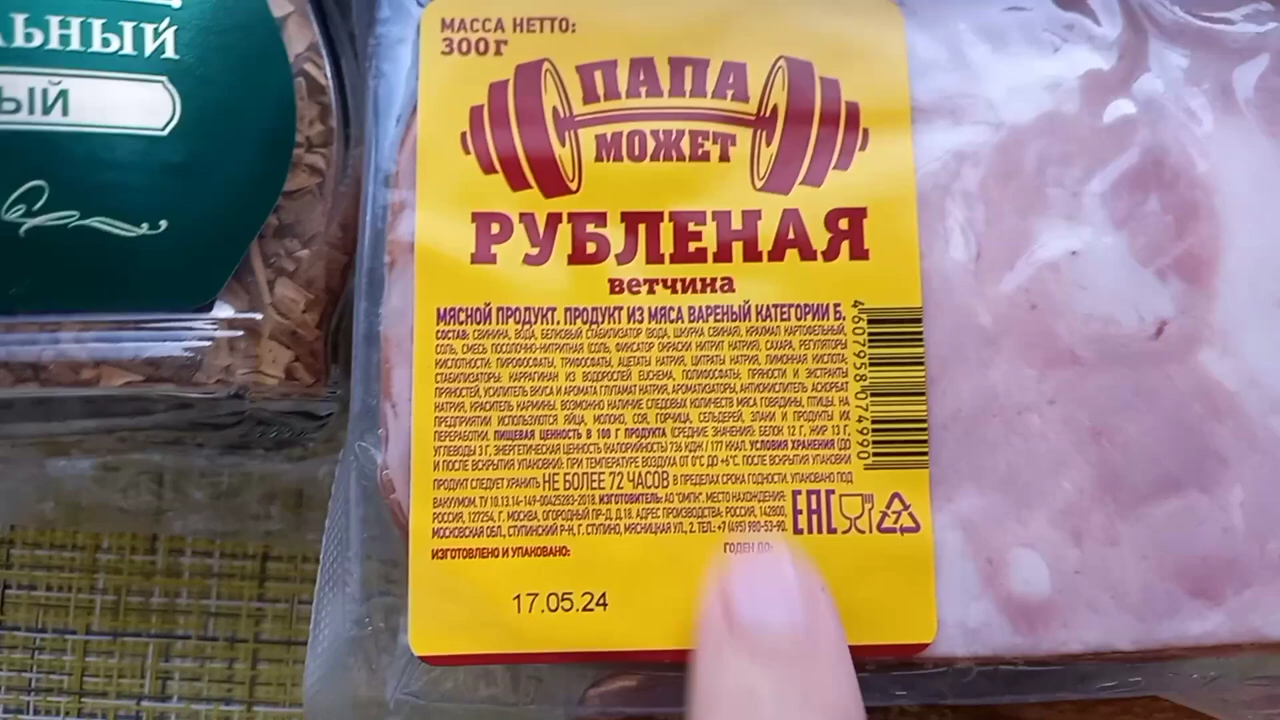 ЬНЫЙ
ЫЙ
МАССА НЕТТО:
300Г
ПАПА
МОЖЕТ
РУБЛЕНАЯ
ветчина
МЯСНОЙ ПРОДУКТ. ПРОДУКТ ИЗ МЯСА ВАРЕНЫЙ КАТЕГОРИИ Б.
СОСТАВ: СВИНИНА, ВОДА, БЕЛКОВЫЙ СТАБИЛИЗАТОР (ВОДА, ШКУРКА СВИНАЯ), КРАХМАЛ КАРТОФЕЛЬНЫЙ,
СОЛЬ, СМЕСЬ ПОСОЛОЧНО-НИТРИТНАЯ (СОЛЬ, ФИКСАТОР ОКРАСКИ НИТРИТ НАТРИЯ), САХАРА, РЕГУЛЯТОРЫ
КИСЛОТНОСТИ: ПИРОФОСФАТЫ, ТРИФОСФАТЫ, АЦЕТАТЫ НАТРИЯ, ЦИТРАТЫ НАТРИЯ, ЛИМОННАЯ КИСЛОТА;
СТАБИЛИЗАТОРЫ: КАРРАГИНАН ИЗ ВОДОРОСЛЕЙ EUCHEMA, ПОЛИФОСФАТЫ; ПРЯНОСТИ И ЭКСТРАКТЫ
ПРЯНОСТЕЙ, УСИЛИТЕЛЬ ВКУСА И АРОМАТА ГЛУТАМАТ НАТРИЯ, АРОМАТИЗАТОРЫ, АНТИОКИСЛИТЕЛЬ АСКОРБАТ
НАТРИЯ, КРАСИТЕЛЬ КАРМИНЫ. ВОЗМОЖНО НАЛИЧИЕ СЛЕДОВЫХ КОЛИЧЕСТВ МЯСА ГОВЯДИНЫ, ПТИЦЫ. НА
ПРЕДПРИЯТИИ ИСПОЛЬЗУЮТСЯ ЯЙЦА, МОЛОКО, СОЯ, ГОРЧИЦА, СЕЛЬДЕРЕЙ, ЗЛАКИ И ПРОДУКТЫ ИХ
ПЕРЕРАБОТКИ. ПИЩЕВАЯ ЦЕННОСТЬ В 100 Г ПРОДУКТА (СРЕДНИЕ ЗНАЧЕНИЯ): БЕЛОК 12 Г, ЖИР 13 Г,
УГЛЕВОДЫ 3 Г, ЭНЕРГЕТИЧЕСКАЯ ЦЕННОСТЬ (КАЛОРИЙНОСТЬ) 736 КДЖ / 177 ККАЛ. УСЛОВИЯ ХРАНЕНИЯ (ДО
И ПОСЛЕ ВСКРЫТИЯ УПАКОВКИ): ПРИ ТЕМПЕРАТУРЕ ВОЗДУХА ОТ 0°С ДО +6°С. ПОСЛЕ ВСКРЫТИЯ УПАКОВКИ
ПРОДУКТ СЛЕДУЕТ ХРАНИТЬ НЕ БОЛЕЕ 72 ЧАСОВ В ПРЕДЕЛАХ СРОКА ГОДНОСТИ. УПАКОВАНО ПОД
ВАКУУМОМ. ТУ 10.13.14-149-00425283-2018. ИЗГОТОВИТЕЛЬ: АО "ОМПК". МЕСТО НАХОЖДЕНИЯ:
РОССИЯ, 127254, Г. МОСКВА, ОГОРОДНЫЙ ПР-Д, Д.18. АДРЕС ПРОИЗВОДСТВА: РОССИЯ, 142800,
МОСКОВСКАЯ ОБЛ., СТУПИНСКИЙ Р-Н, Г. СТУПИНО, МЯСНИЦКАЯ УЛ., 2. ТЕЛ.: +7 (495) 980-53-90.
4607958074990
ЕАС
7
ИЗГОТОВЛЕНО И УПАКОВАНО:
ГОДЕН ДО:
17.05.24